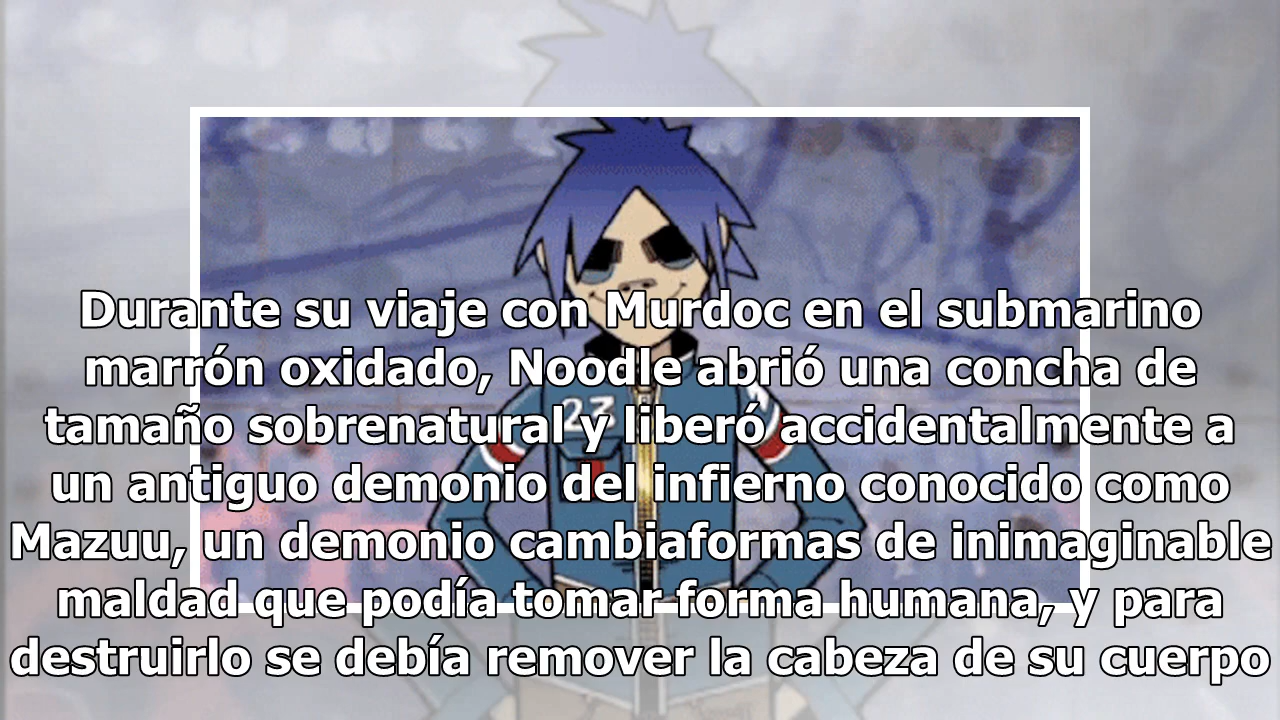 Durante su viaje con Murdoc en el submarino
marrón oxidado, Noodle abrió una concha de
tamaño sobrenatural y liberó accidentalmente a
un antiguo demonio del infierno conocido como
Mazuu, un demonio cambiaformas de inimaginable
maldad que podía tomar forma humana, y para
destruirlo se debía remover la cabeza de su cuerpo
23